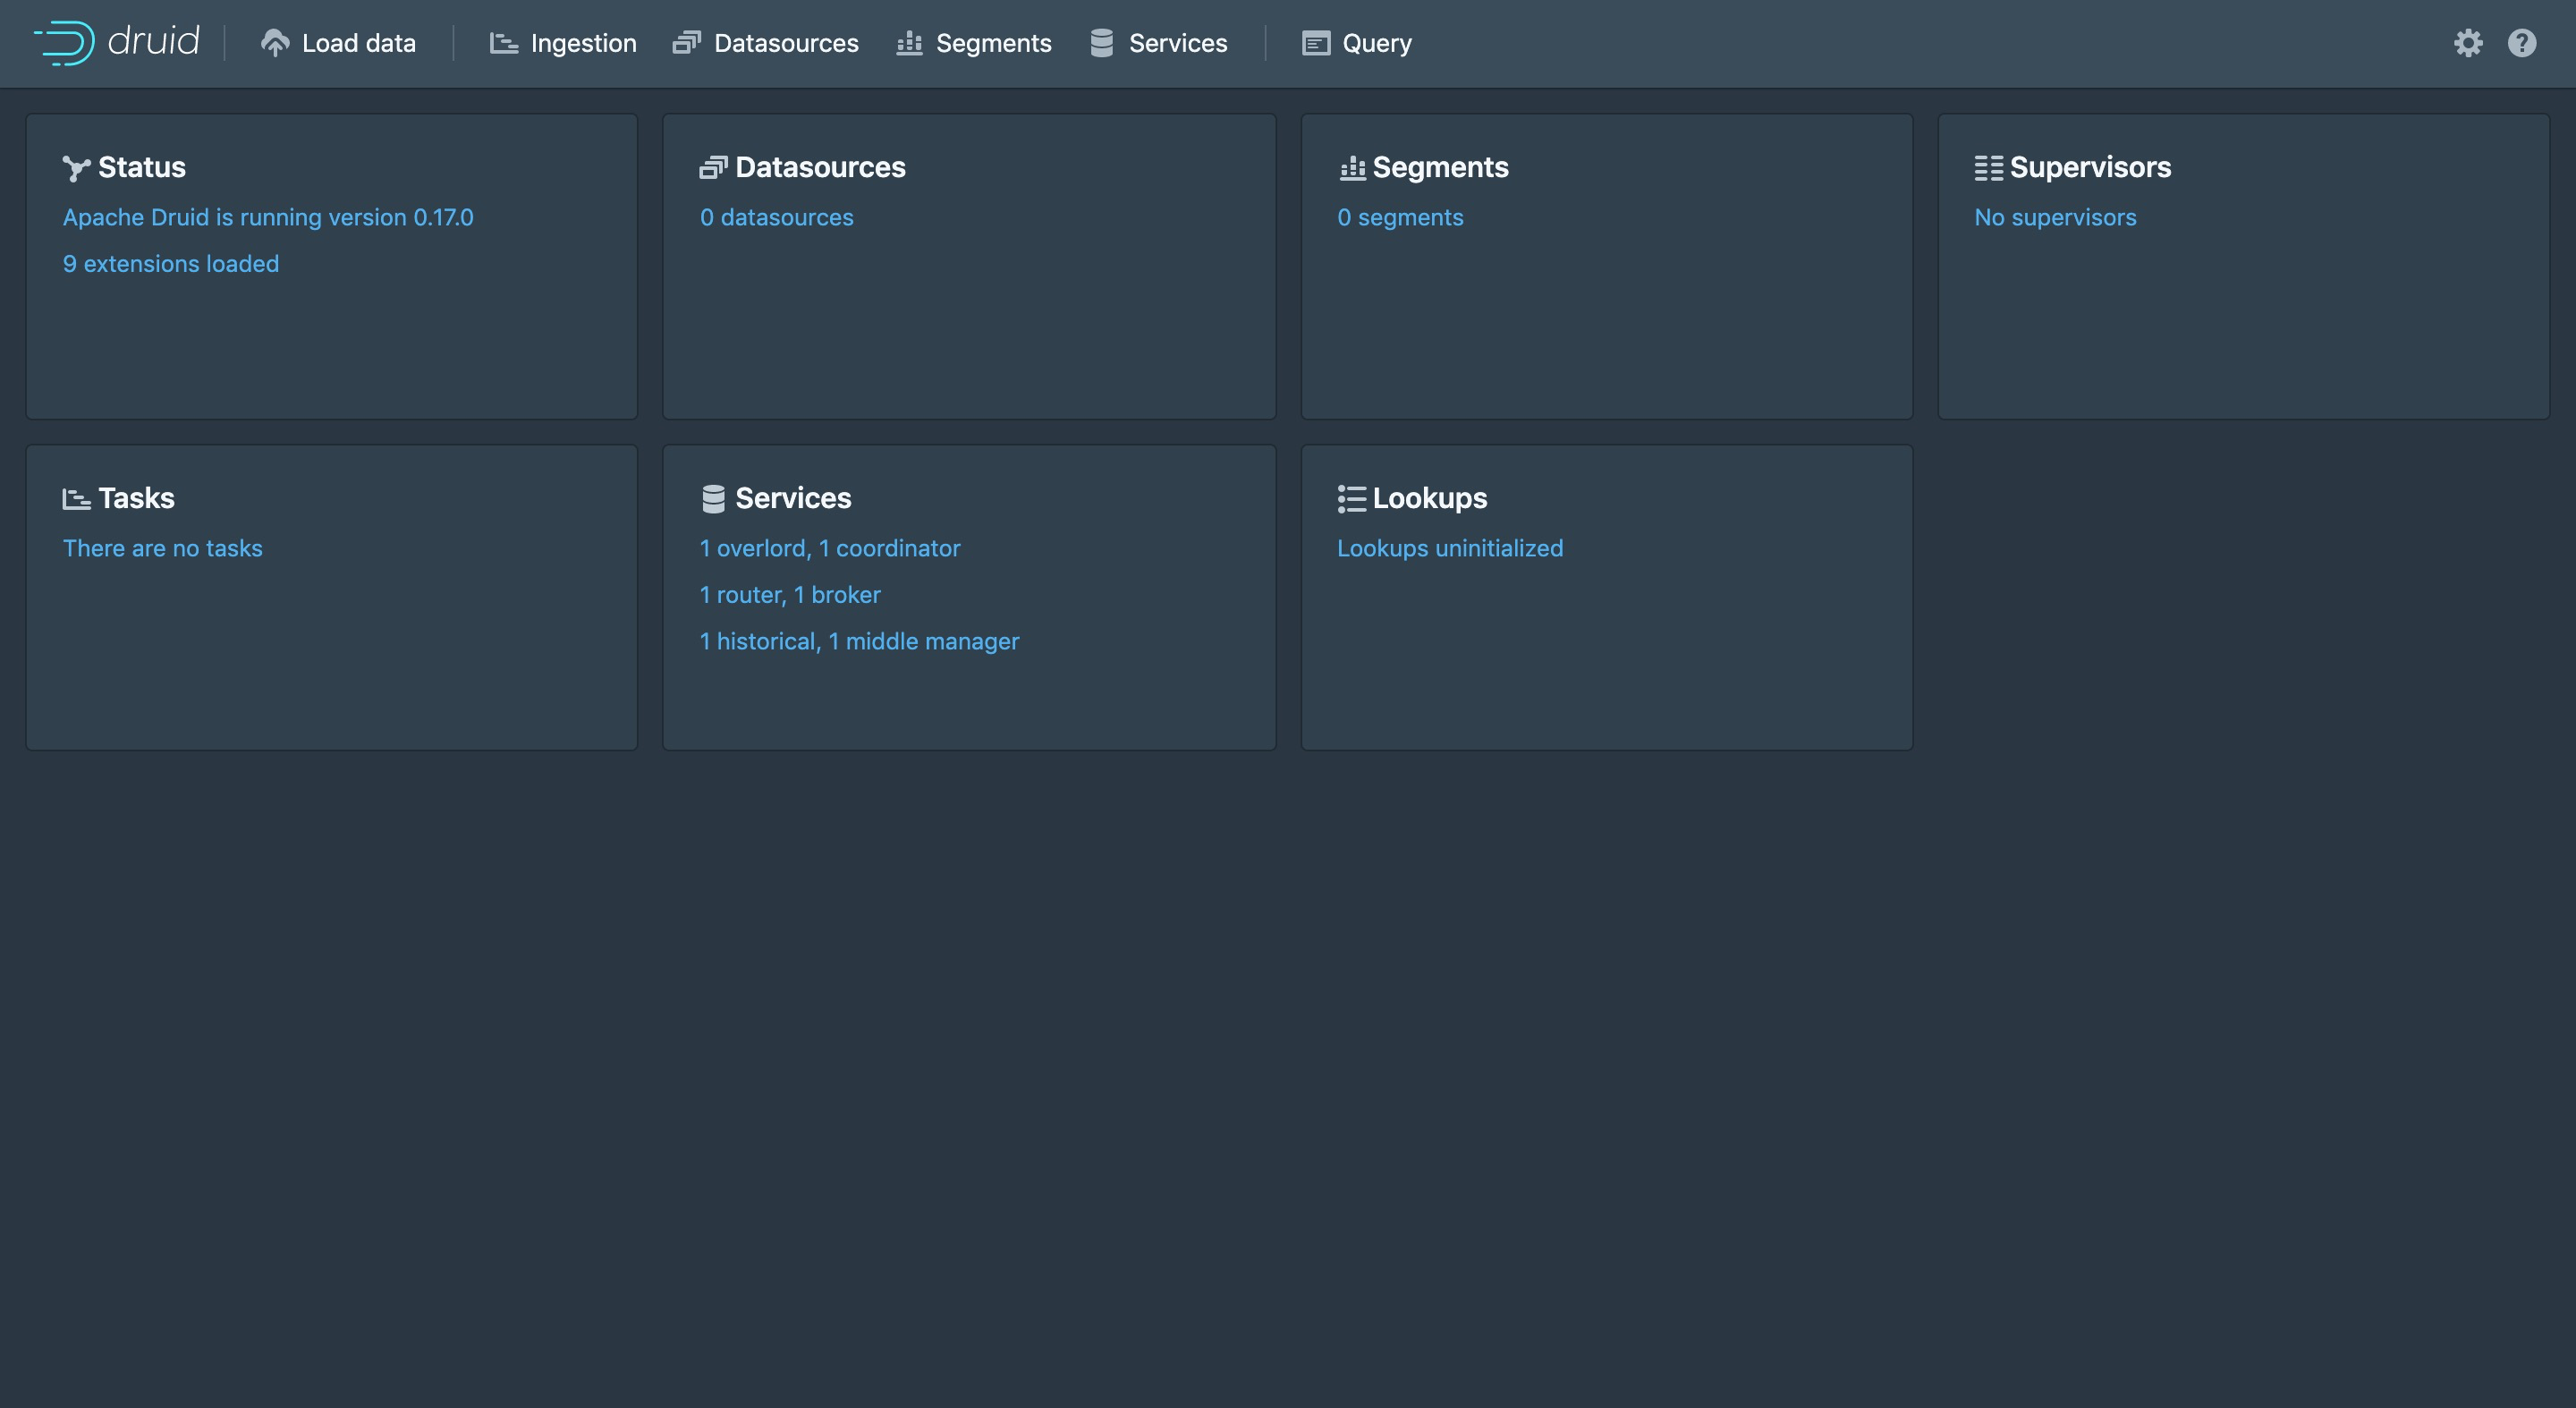 druid Load data Ingestion Datasources Segments Services Query
Status
Apache Druid is running version 0.17.0
9 extensions loaded
Datasources
0 datasources
Segments
0 segments
Supervisors
No supervisors
Tasks
There are no tasks
Services
1 overlord, 1 coordinator
1 router, 1 broker
1 historical, 1 middle manager
Lookups
Lookups uninitialized